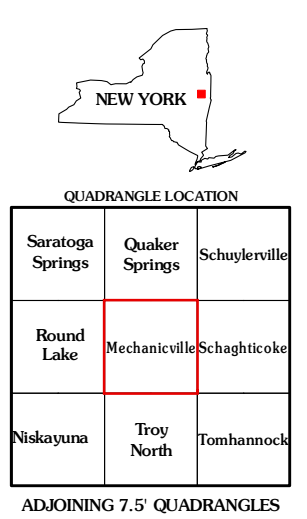 NEW YORK
QUADRANGLE LOCATION
Saratoga
Springs
Quaker
Springs
Schuylerville
Round
Lake
Mechanicville
Schaghticoke
Niskayuna
Troy
North
Tomhannock
ADJOINING 7.5' QUADRANGLES